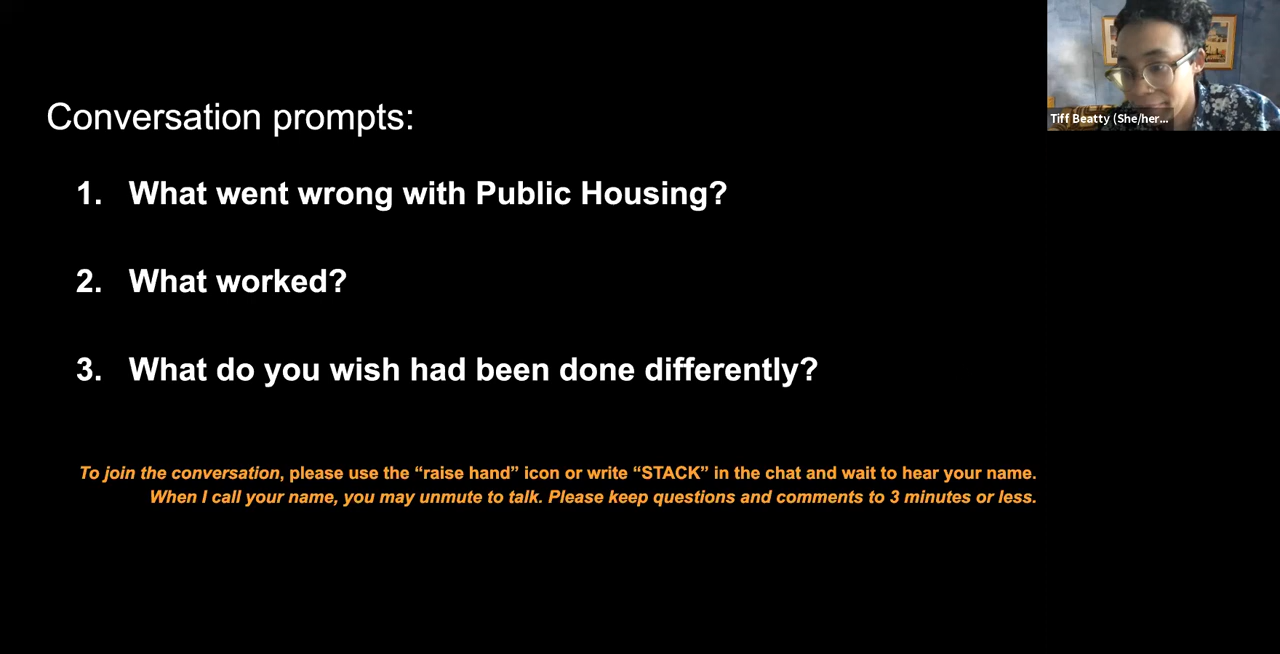 Conversation prompts:
1. What went wrong with Public Housing?
2. What worked?
3. What do you wish had been done differently?
To join the conversation, please use the “raise hand” icon or write “STACK” in the chat and wait to hear your name.
When I call your name, you may unmute to talk. Please keep questions and comments to 3 minutes or less.
Tiff Beatty (She/her...